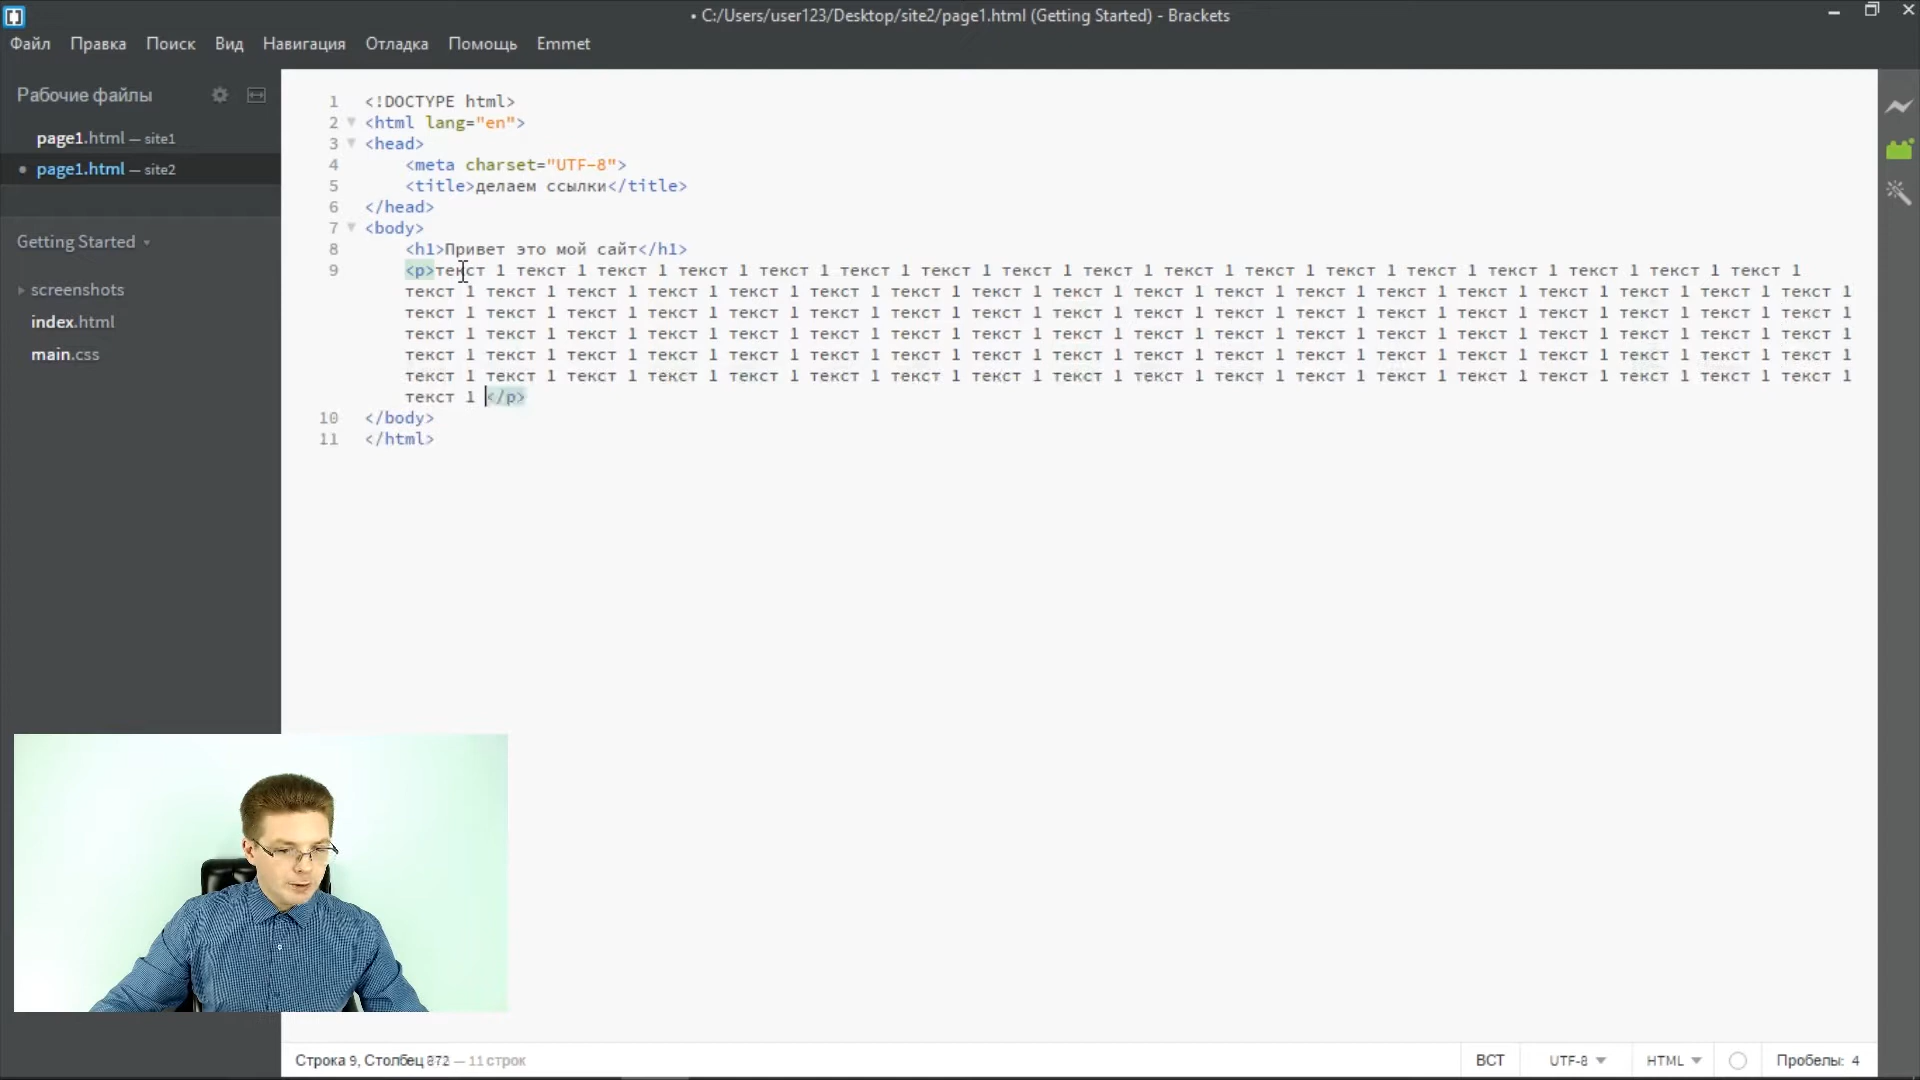 • C:/Users/user123/Desktop/site2/page1.html (Getting Started) - Brackets
Файл Правка Поиск Вид Навигация Отладка Помощь Emmet
Рабочие файлы
page1.html — site1
page1.html — site2
Getting Started
screenshots
index.html
main.css
1 <!DOCTYPE html>
2 <html lang="en">
3 <head>
4 <meta charset="UTF-8">
5 <title>делаем ссылки</title>
6 </head>
7 <body>
8 <h1>Привет это мой сайт</h1>
9 <p>текст 1 текст 1 текст 1 текст 1 текст 1 текст 1 текст 1 текст 1 текст 1 текст 1 текст 1 текст 1 текст 1 текст 1 текст 1 текст 1 текст 1
текст 1 текст 1 текст 1 текст 1 текст 1 текст 1 текст 1 текст 1 текст 1 текст 1 текст 1 текст 1 текст 1 текст 1 текст 1 текст 1 текст 1 текст 1
текст 1 текст 1 текст 1 текст 1 текст 1 текст 1 текст 1 текст 1 текст 1 текст 1 текст 1 текст 1 текст 1 текст 1 текст 1 текст 1 текст 1 текст 1
текст 1 текст 1 текст 1 текст 1 текст 1 текст 1 текст 1 текст 1 текст 1 текст 1 текст 1 текст 1 текст 1 текст 1 текст 1 текст 1 текст 1 текст 1
текст 1 текст 1 текст 1 текст 1 текст 1 текст 1 текст 1 текст 1 текст 1 текст 1 текст 1 текст 1 текст 1 текст 1 текст 1 текст 1 текст 1 текст 1
текст 1 текст 1 текст 1 текст 1 текст 1 текст 1 текст 1 текст 1 текст 1 текст 1 текст 1 текст 1 текст 1 текст 1 текст 1 текст 1 текст 1 текст 1
текст 1 </p>
10 </body>
11 </html>
Строка 9, Столбец 872 — 11 строк
ВСТ UTF-8 HTML Пробелы: 4